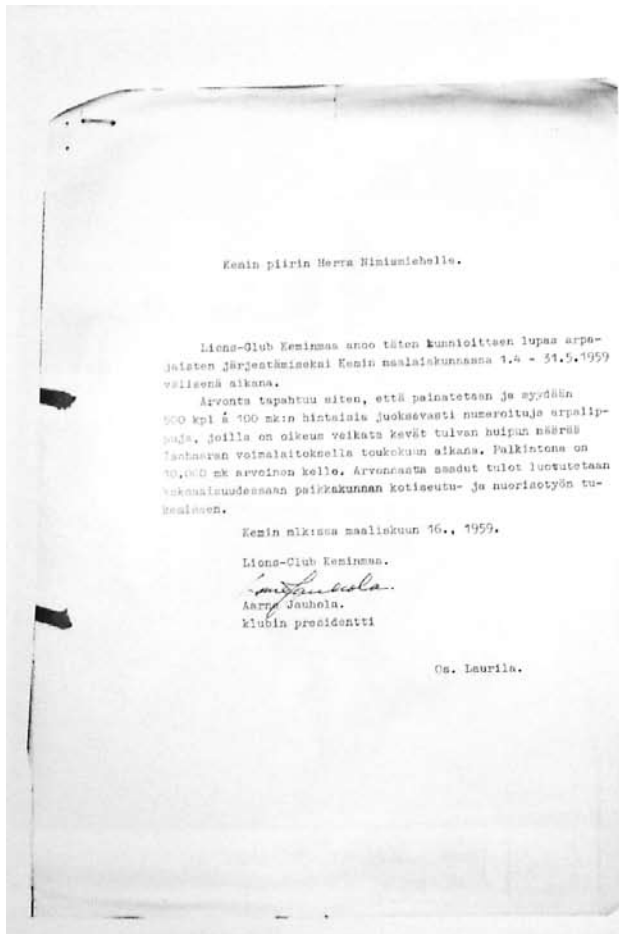 Kemin piirin Herra Nimismiehelle.
Lions-Club Keminmaa anoo täten kunnioittaen lupaa arpa-
jaisten järjestämiseksi Kemin maalaiskunnassa 1.4 - 31.5.1959
välisenä aikana.
Arvonta tapahtuu siten, että painatetaan ja myydään
500 kpl á 100 mk:n hintaisia juoksevasti numeroituja arpalip-
puja, joilla on oikeus veikata kevät tulvan huipun määrää
voimalaitoksella toukokuun aikana. Palkintona on
10,000 mk arvoinen kello. Arvonnasta saadut tulot luovutetaan
kokonaisuudessaan paikkakunnan kotiseutu- ja nuorisotyön tu-
kemiseen.
Kemin mlk:ssa maaliskuun 16., 1959.
Lions-Club Keminmaa.
Aarne Jauhola.
klubin presidentti
Os. Laurila.